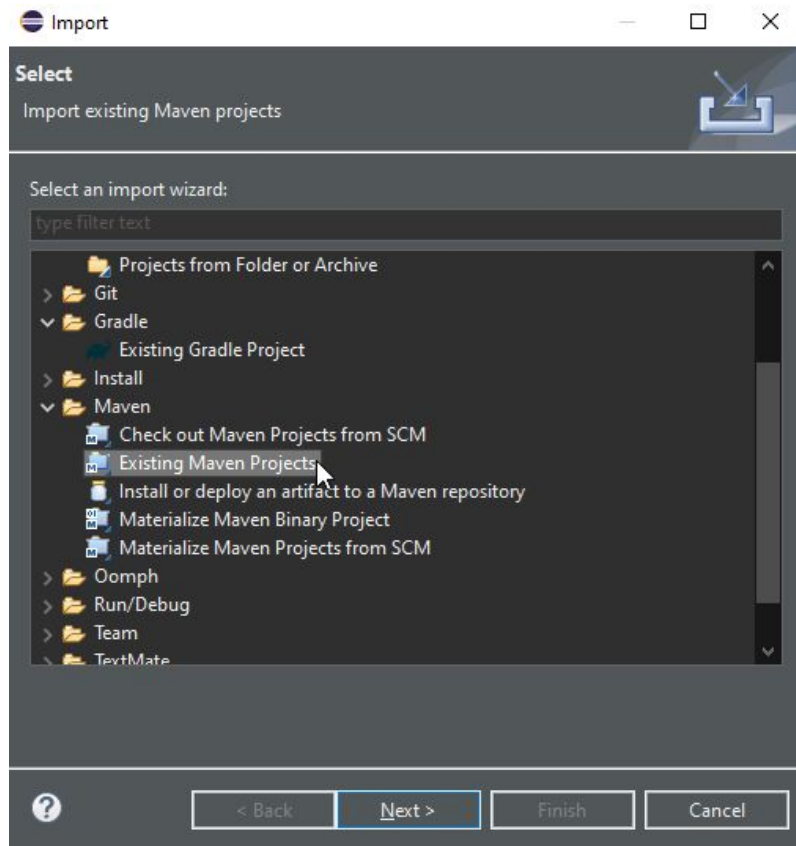 Import
Select
Import existing Maven projects
Select an import wizard:
type filter text
Projects from Folder or Archive
Git
Gradle
Existing Gradle Project
Install
Maven
Check out Maven Projects from SCM
Existing Maven Projects
Install or deploy an artifact to a Maven repository
Materialize Maven Binary Project
Materialize Maven Projects from SCM
Oomph
Run/Debug
Team
TextMate
< Back Next > Finish Cancel